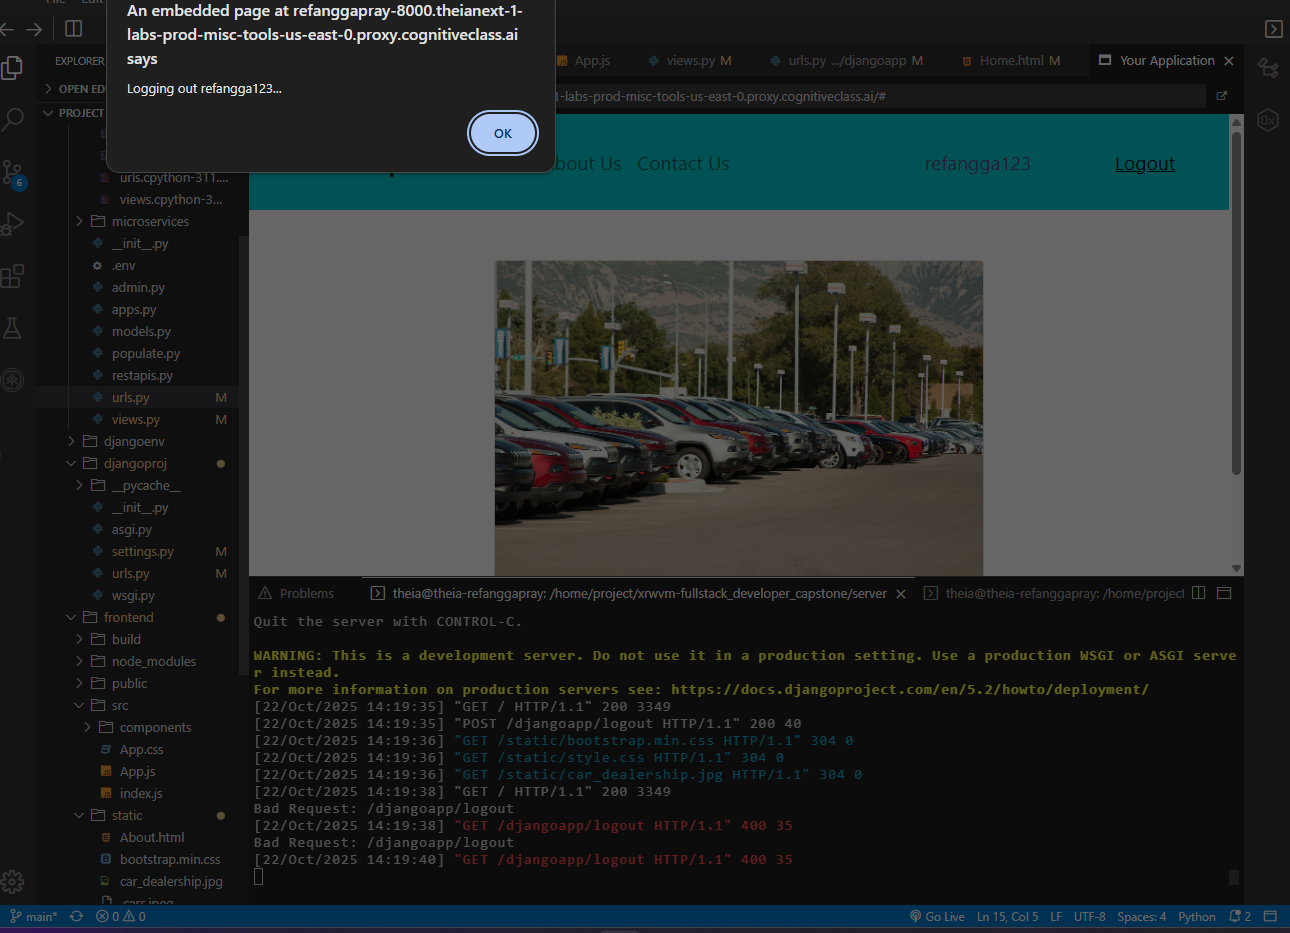 File Edit
An embedded page at refanggapray-8000.theianext-1-
labs-prod-misc-tools-us-east-0.proxy.cognitiveclass.ai
says
Logging out refangga123...
OK
App.js
views.py M
urls.py .../djangoapp M
Home.html M
Your Application
EXPLORER
OPEN ED
PROJECT
-labs-prod-misc-tools-us-east-0.proxy.cognitiveclass.ai/#
bout Us
Contact Us
refangga123
Logout
urls.cpython-311....
views.cpython-3...
microservices
__init__.py
.env
admin.py
apps.py
models.py
populate.py
restapis.py
urls.py M
views.py M
djangoenv
djangoproj
__pycache__
__init__.py
asgi.py
settings.py M
urls.py M
wsgi.py
frontend
build
node_modules
public
src
components
App.css
App.js
index.js
static
About.html
bootstrap.min.css
car_dealership.jpg
cars.jpeg
6
0x
Problems
theia@theia-refanggapray: /home/project/xrwvm-fullstack_developer_capstone/server
theia@theia-refanggapray: /home/project
Quit the server with CONTROL-C.
WARNING: This is a development server. Do not use it in a production setting. Use a production WSGI or ASGI serve
r instead.
For more information on production servers see: https://docs.djangoproject.com/en/5.2/howto/deployment/
[22/Oct/2025 14:19:35] "GET / HTTP/1.1" 200 3349
[22/Oct/2025 14:19:35] "POST /djangoapp/logout HTTP/1.1" 200 40
[22/Oct/2025 14:19:36] "GET /static/bootstrap.min.css HTTP/1.1" 304 0
[22/Oct/2025 14:19:36] "GET /static/style.css HTTP/1.1" 304 0
[22/Oct/2025 14:19:36] "GET /static/car_dealership.jpg HTTP/1.1" 304 0
[22/Oct/2025 14:19:38] "GET / HTTP/1.1" 200 3349
Bad Request: /djangoapp/logout
[22/Oct/2025 14:19:38] "GET /djangoapp/logout HTTP/1.1" 400 35
Bad Request: /djangoapp/logout
[22/Oct/2025 14:19:40] "GET /djangoapp/logout HTTP/1.1" 400 35
main*
0
0
Go Live
Ln 15, Col 5
LF
UTF-8
Spaces: 4
Python
2